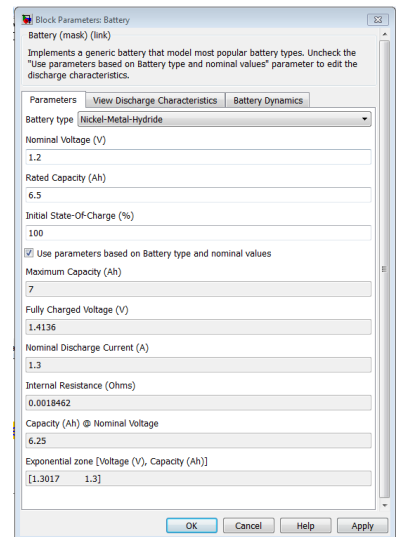 Block Parameters: Battery
Battery (mask) (link)
Implements a generic battery that model most popular battery types. Uncheck the
"Use parameters based on Battery type and nominal values" parameter to edit the
discharge characteristics.
Parameters View Discharge Characteristics Battery Dynamics
Battery type Nickel-Metal-Hydride
Nominal Voltage (V)
1.2
Rated Capacity (Ah)
6.5
Initial State-Of-Charge (%)
100
Use parameters based on Battery type and nominal values
Maximum Capacity (Ah)
7
Fully Charged Voltage (V)
1.4136
Nominal Discharge Current (A)
1.3
Internal Resistance (Ohms)
0.0018462
Capacity (Ah) @ Nominal Voltage
6.25
Exponential zone [Voltage (V), Capacity (Ah)]
[1.3017 1.3]
OK Cancel Help Apply